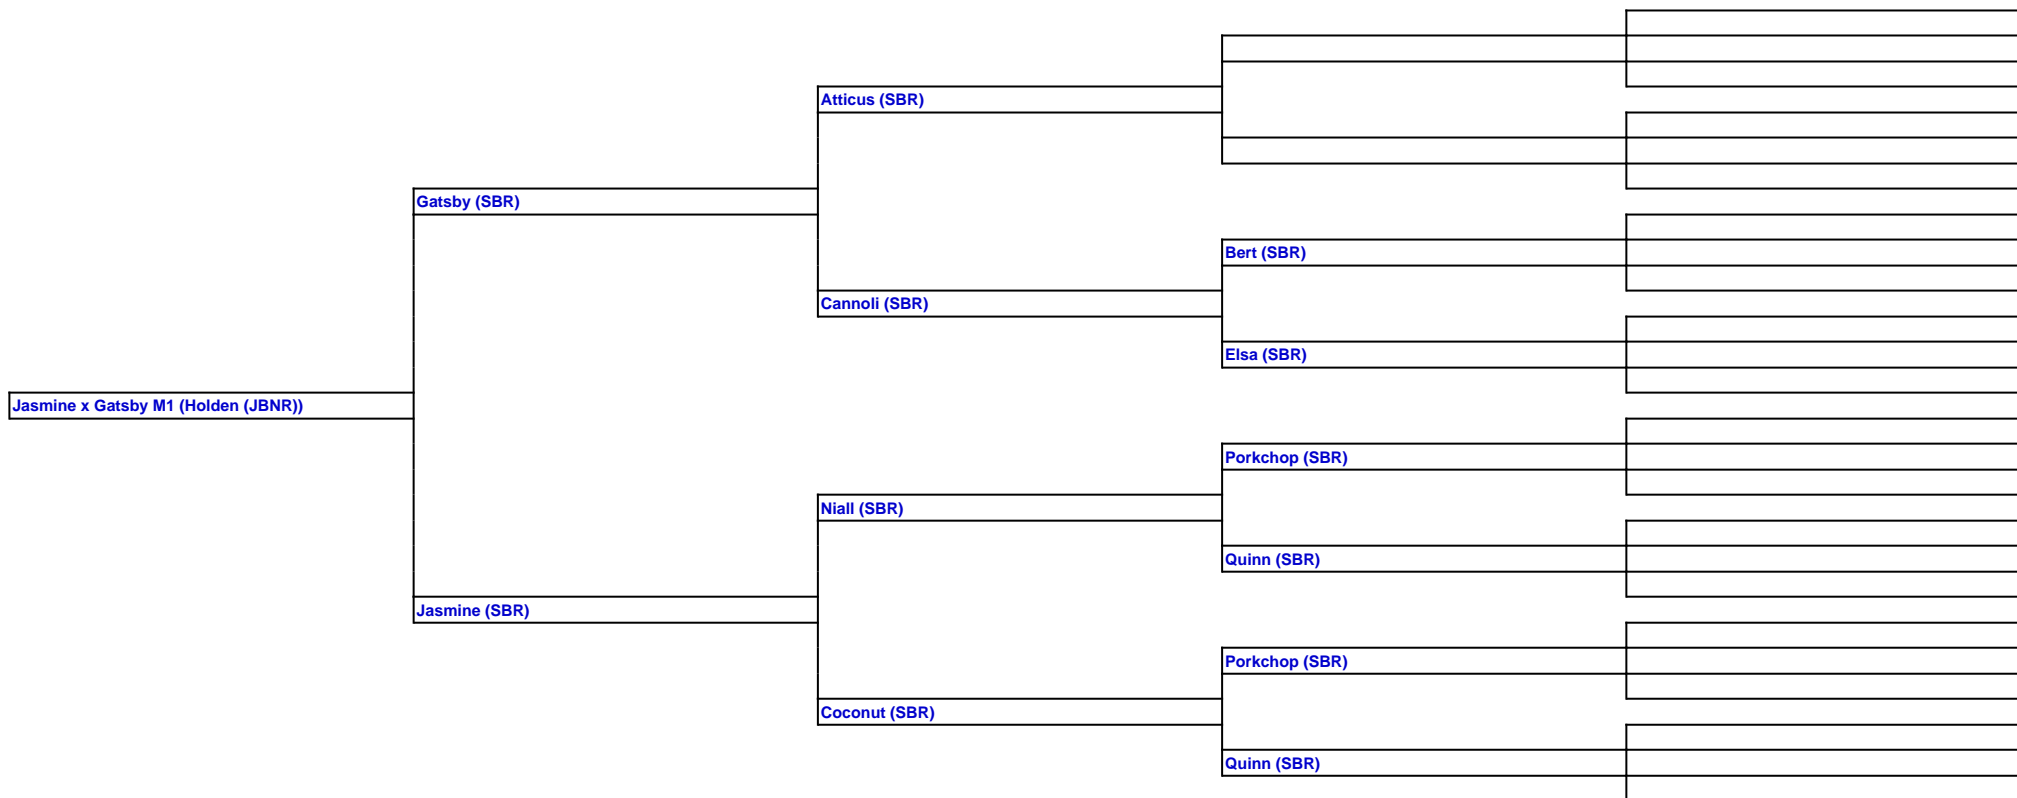 Atticus (SBR)
Gatsby (SBR)
Bert (SBR)
Cannoli (SBR)
Elsa (SBR)
Jasmine x Gatsby M1 (Holden (JBNR))
Porkchop (SBR)
Niall (SBR)
Quinn (SBR)
Jasmine (SBR)
Porkchop (SBR)
Coconut (SBR)
Quinn (SBR)